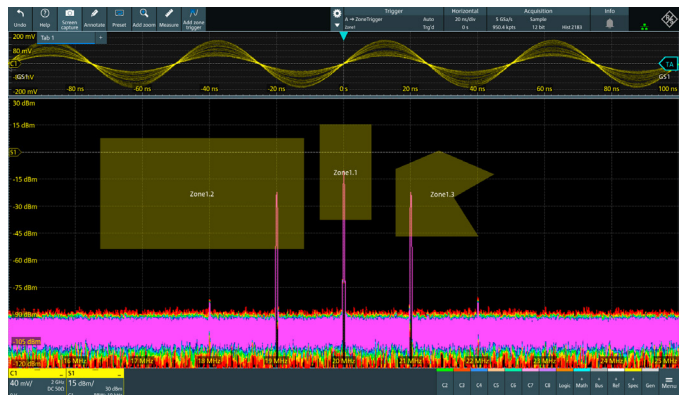 Undo
Help
Screen capture
Annotate
Preset
Add zoom
Measure
Add zone trigger
Trigger
A → ZoneTrigger Auto
Trig'd
Horizontal
20 ns/div 5 GSa/s
0 s 950.4 kpts
Acquisition
Sample
12 bit Hist:2183
Info
200 mV
Tab 1 +
80 mV
C1
TA
GS1
-200 mV
-80 ns -60 ns -40 ns -20 ns 0 s 20 ns 40 ns 60 ns 80 ns 100 ns
30 dBm
15 dBm
S1
-15 dBm
Zone1.1
Zone1.2
Zone1.3
-30 dBm
-45 dBm
-60 dBm
-75 dBm
-90 dBm
-105 dBm
-120 dBm
16 MHz 17 MHz 18 MHz 19 MHz 20 MHz 21 MHz 22 MHz 23 MHz 24 MHz 25 MHz
C1
40 mV/ 2 GHz
DC 50Ω
S1
15 dBm/
50 dBm
C2 C3 C4 C5 C6 C7 C8 Logic Math Bus Ref Spec Gen Menu